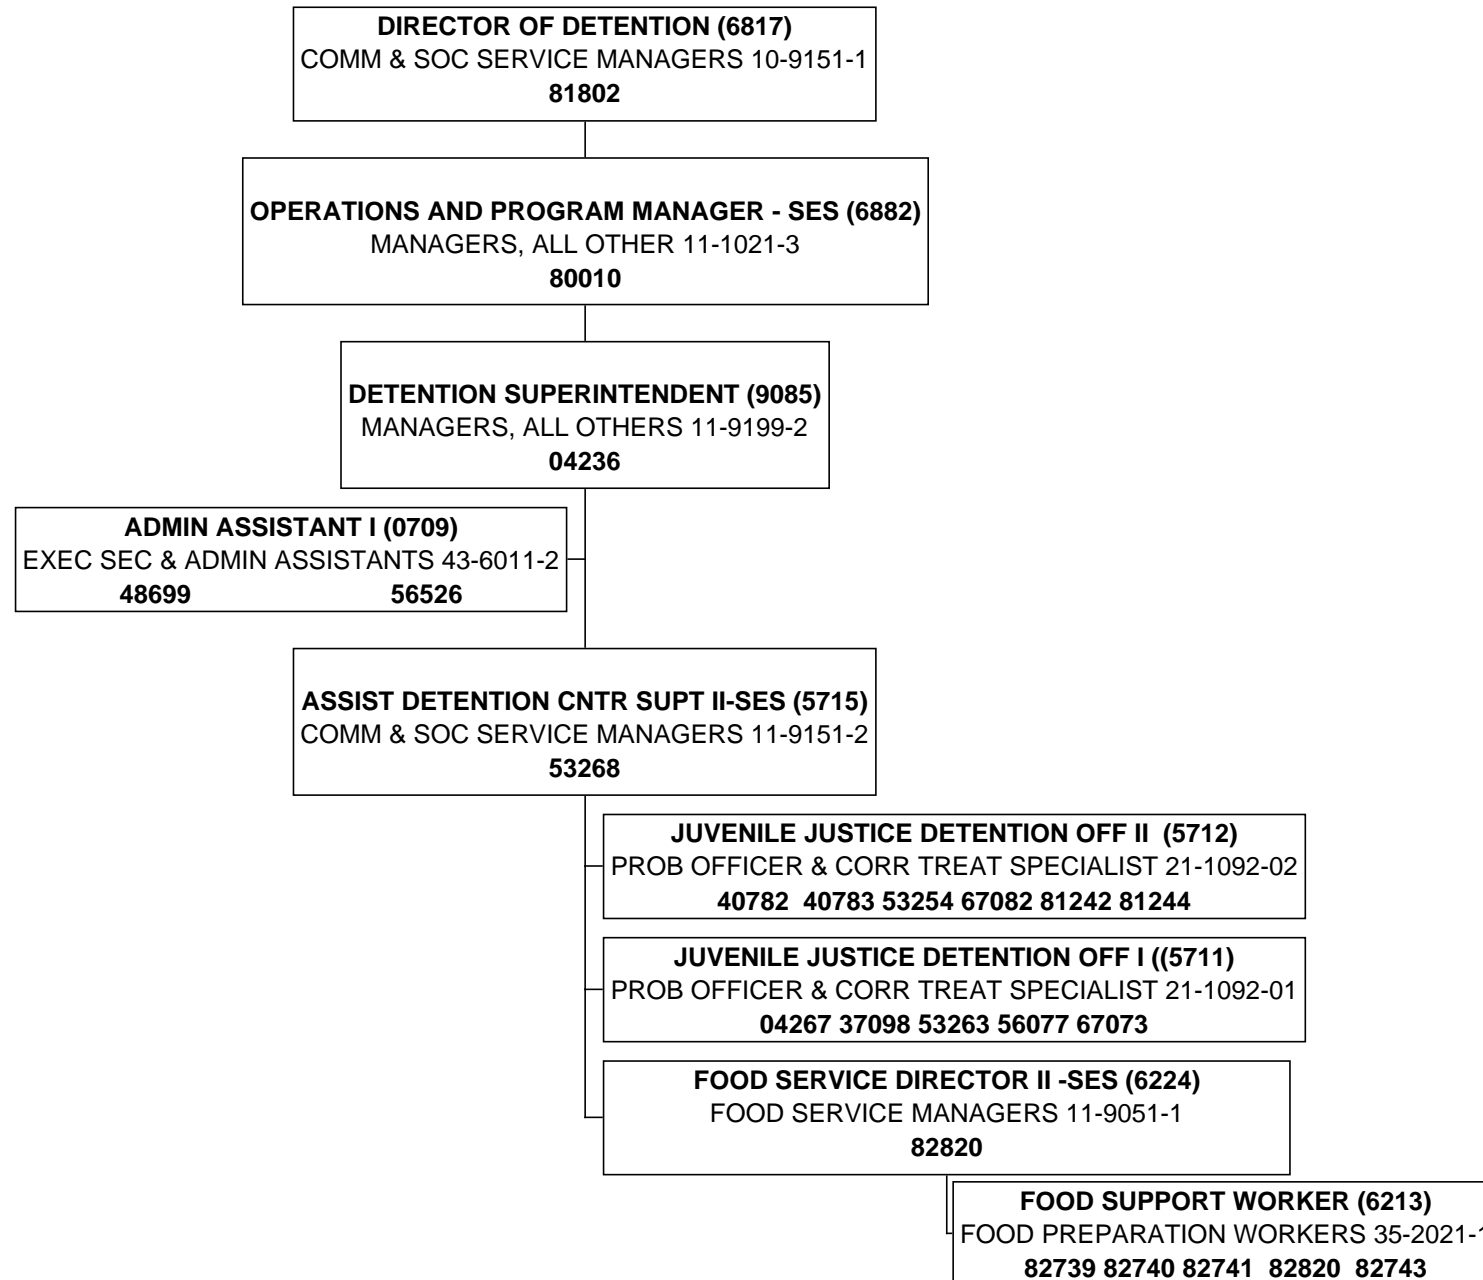 DIRECTOR OF DETENTION (6817)
COMM & SOC SERVICE MANAGERS 10-9151-1
81802
OPERATIONS AND PROGRAM MANAGER - SES (6882)
MANAGERS, ALL OTHER 11-1021-3
80010
DETENTION SUPERINTENDENT (9085)
MANAGERS, ALL OTHERS 11-9199-2
04236
ADMIN ASSISTANT I (0709)
EXEC SEC & ADMIN ASSISTANTS 43-6011-2
48699 56526
ASSIST DETENTION CNTR SUPT II-SES (5715)
COMM & SOC SERVICE MANAGERS 11-9151-2
53268
JUVENILE JUSTICE DETENTION OFF II (5712)
PROB OFFICER & CORR TREAT SPECIALIST 21-1092-02
40782 40783 53254 67082 81242 81244
JUVENILE JUSTICE DETENTION OFF I ((5711)
PROB OFFICER & CORR TREAT SPECIALIST 21-1092-01
04267 37098 53263 56077 67073
FOOD SERVICE DIRECTOR II -SES (6224)
FOOD SERVICE MANAGERS 11-9051-1
82820
FOOD SUPPORT WORKER (6213)
FOOD PREPARATION WORKERS 35-2021-1
82739 82740 82741 82820 82743